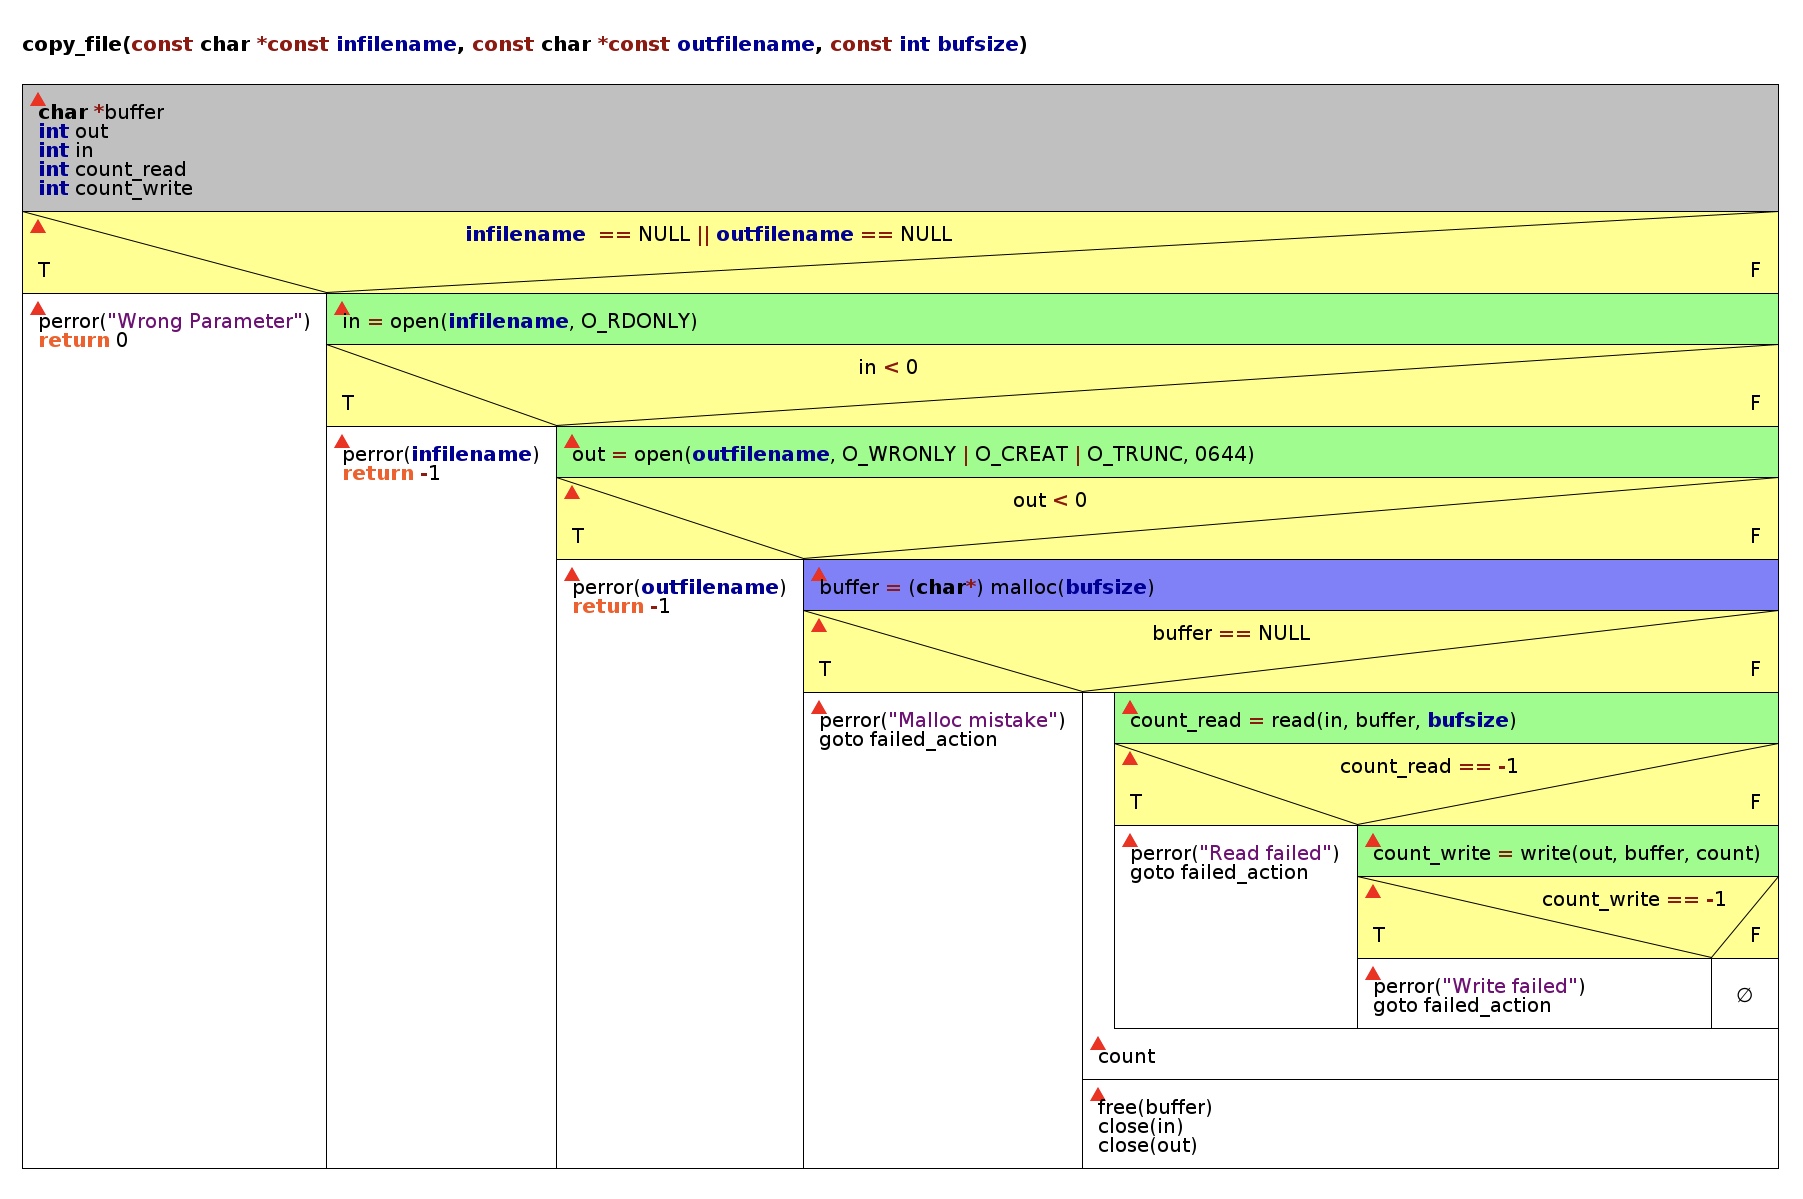 copy_file(const char *const infilename, const char *const outfilename, const int bufsize)
char *buffer
int out
int in
int count_read
int count_write
infilename  == NULL || outfilename == NULL
T
F
perror("Wrong Parameter")
return 0
in = open(infilename, O_RDONLY)
in < 0
T
F
perror(infilename)
return -1
out = open(outfilename, O_WRONLY | O_CREAT | O_TRUNC, 0644)
out < 0
T
F
perror(outfilename)
return -1
buffer = (char*) malloc(bufsize)
buffer == NULL
T
F
perror("Malloc mistake")
goto failed_action
count_read = read(in, buffer, bufsize)
count_read == -1
T
F
perror("Read failed")
goto failed_action
count_write = write(out, buffer, count)
count_write == -1
T
F
perror("Write failed")
goto failed_action
∅
count
free(buffer)
close(in)
close(out)